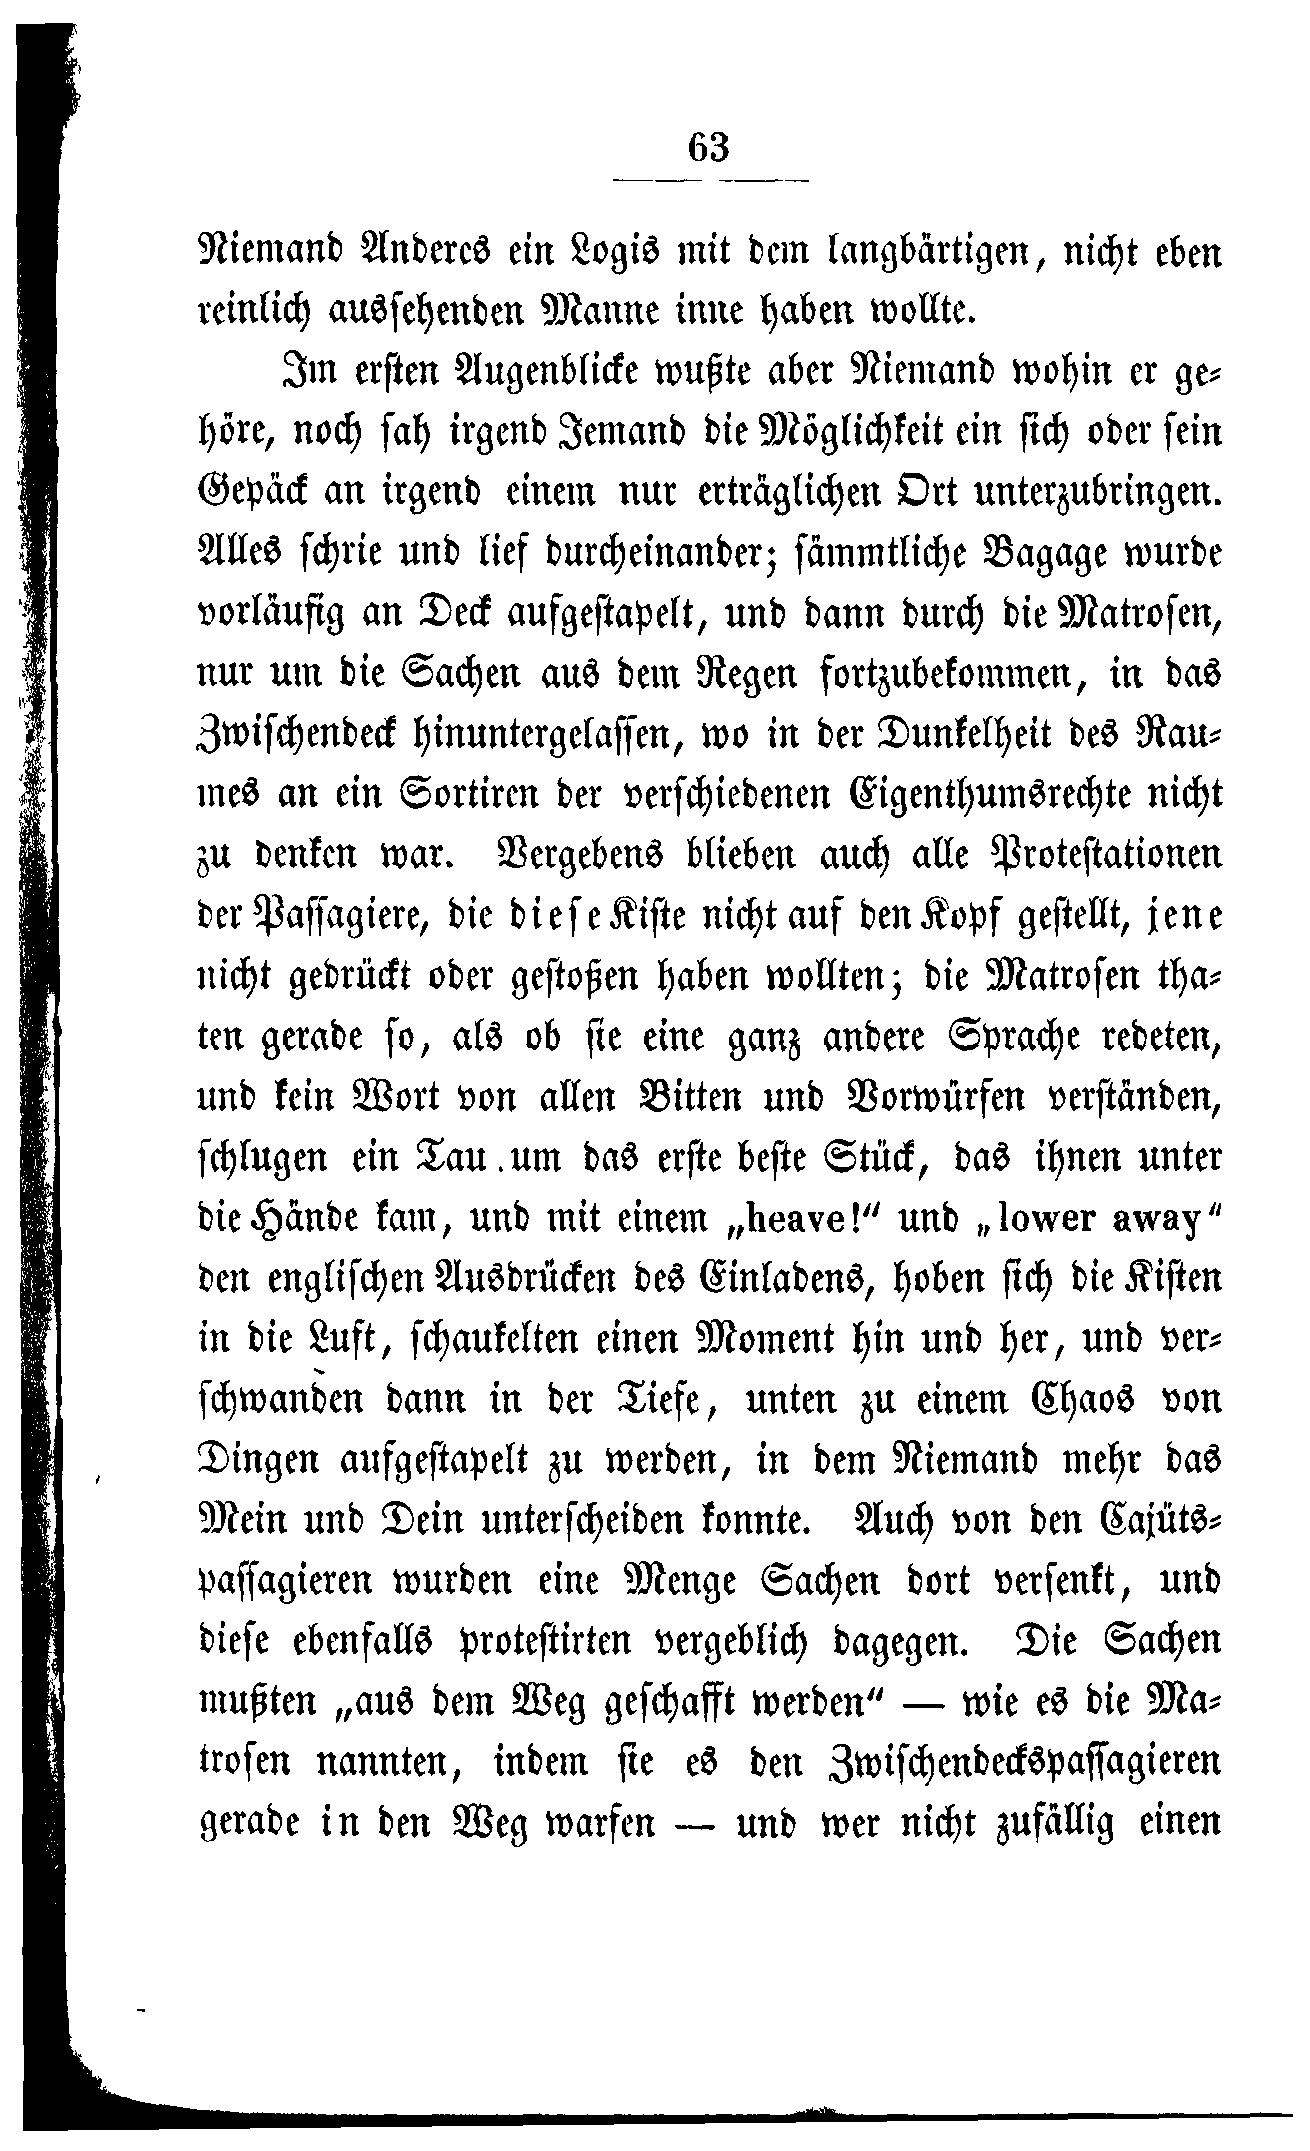 63
Niemand Anderes ein Logis mit dem langbärtigen, nicht eben
reinlich aussehenden Manne inne haben wollte.
Im ersten Augenblicke wußte aber Niemand wohin er ge-
höre, noch sah irgend Jemand die Möglichkeit ein sich oder sein
Gepäck an irgend einem nur erträglichen Ort unterzubringen.
Alles schrie und lief durcheinander; sämmtliche Bagage wurde
vorläufig an Deck aufgestapelt, und dann durch die Matrosen,
nur um die Sachen aus dem Regen fortzubekommen, in das
Zwischendeck hinuntergelassen, wo in der Dunkelheit des Rau-
mes an ein Sortiren der verschiedenen Eigenthumsrechte nicht
zu denken war. Vergebens blieben auch alle Protestationen
der Passagiere, die diese Kiste nicht auf den Kopf gestellt, jene
nicht gedrückt oder gestoßen haben wollten; die Matrosen tha-
ten gerade so, als ob sie eine ganz andere Sprache redeten,
und kein Wort von allen Bitten und Vorwürfen verständen,
schlugen ein Tau um das erste beste Stück, das ihnen unter
die Hände kam, und mit einem „heave!“ und „lower away“
den englischen Ausdrücken des Einladens, hoben sich die Kisten
in die Luft, schaukelten einen Moment hin und her, und ver-
schwanden dann in der Tiefe, unten zu einem Chaos von
Dingen aufgestapelt zu werden, in dem Niemand mehr das
Mein und Dein unterscheiden konnte. Auch von den Cajüts-
passagieren wurden eine Menge Sachen dort versenkt, und
diese ebenfalls protestirten vergeblich dagegen. Die Sachen
mußten „aus dem Weg geschafft werden“ — wie es die Ma-
trosen nannten, indem sie es den Zwischendeckspassagieren
gerade in den Weg warfen — und wer nicht zufällig einen